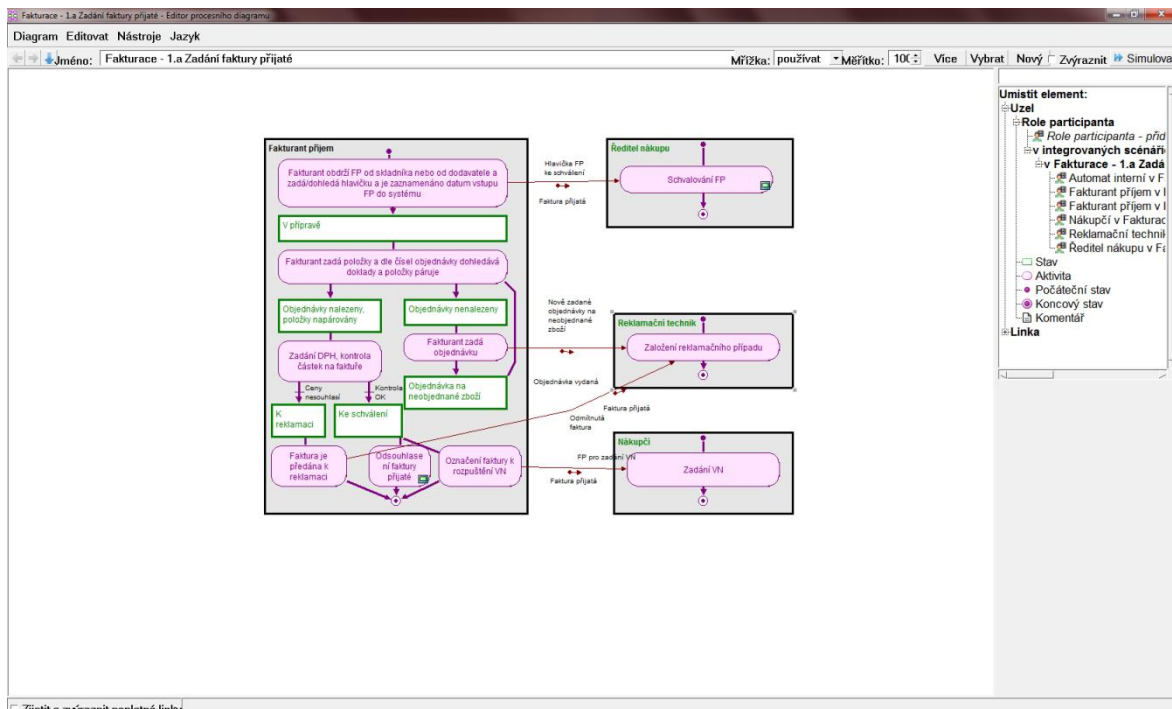 Fakturace - 1.a Zadání faktury přijaté - Editor procesního diagramu
Diagram Editovat Nástroje Jazyk
Jméno: Fakturace - 1.a Zadání faktury přijaté
Mřížka: používat Měřítko: 100 Více Vybrat Nový Zvýraznit Simulova
Fakturant příjem
Fakturant obdrží FP od skladníka nebo od dodavatele a
zadá/dohledá hlavičku a je zaznamenáno datum vstupu
FP do systému
V přípravě
Fakturant zadá položky a dle čísel objednávky dohledává
doklady a položky páruje
Objednávky nalezeny,
položky napárovány
Objednávky nenalezeny
Zadání DPH, kontrola
částek na faktuře
Fakturant zadá
objednávku
Ceny
nesouhlasí
Kontrola
OK
Objednávka na
neobjednané zboží
K
reklamaci
Ke schválení
Faktura je
předána k
reklamaci
Odsouhlase
ní faktury
přijaté
Označení faktury k
rozpuštění VN
Hlavička FP
ke schválení
Faktura přijatá
Ředitel nákupu
Schvalování FP
Nově zadané
objednávky na
neobjednané
zboží
Objednávka vydaná
Reklamační technik
Založení reklamačního případu
Faktura přijatá
Odmítnutá
faktura
FP pro zadání VN
Faktura přijatá
Nákupčí
Zadání VN
Umístit element:
Uzel
Role participanta
Role participanta - přid
v integrovaných scénáří
v Fakturace - 1.a Zadá
Automat interní v F
Fakturant příjem v
Fakturant příjem v
Nákupčí v Fakturac
Reklamační technik
Ředitel nákupu v Fa
Stav
Aktivita
Počáteční stav
Koncový stav
Komentář
Linka